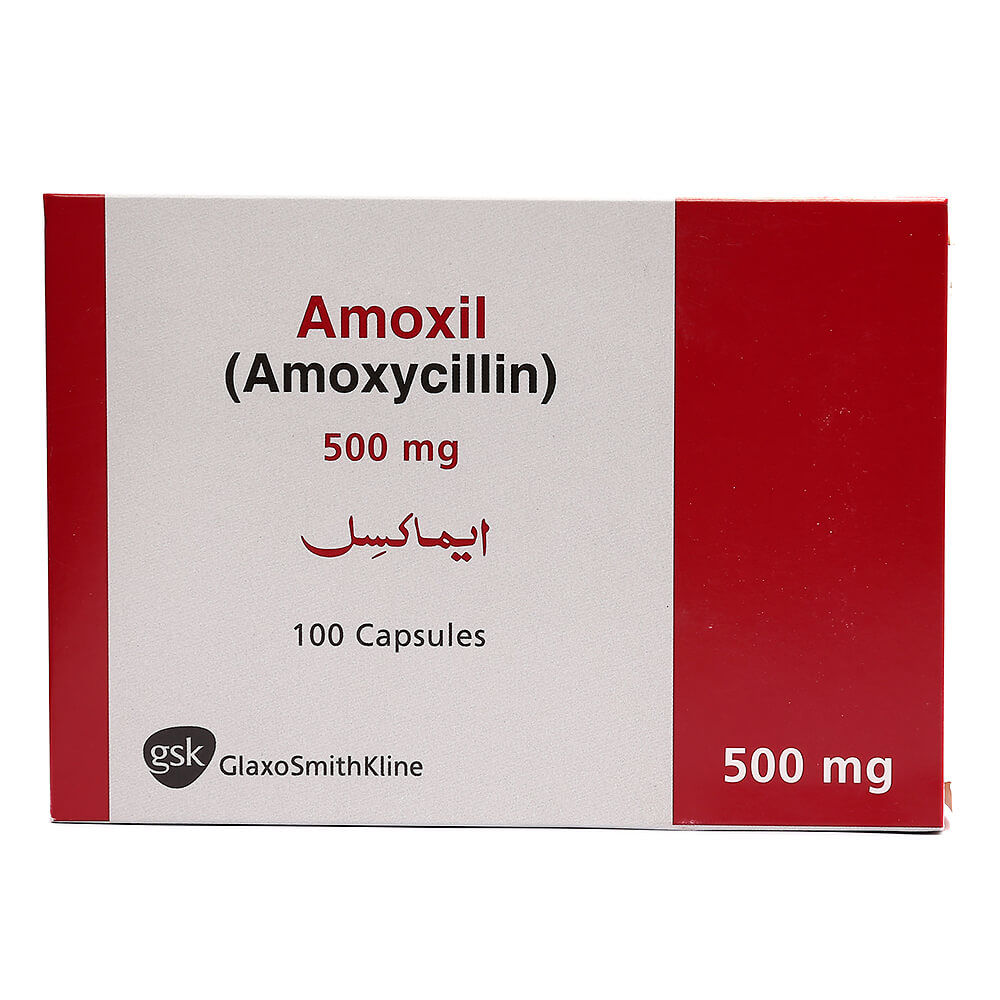 Amoxil
(Amoxycillin)
500 mg
ایماکسِل
100 Capsules
gsk GlaxoSmithKline
500 mg